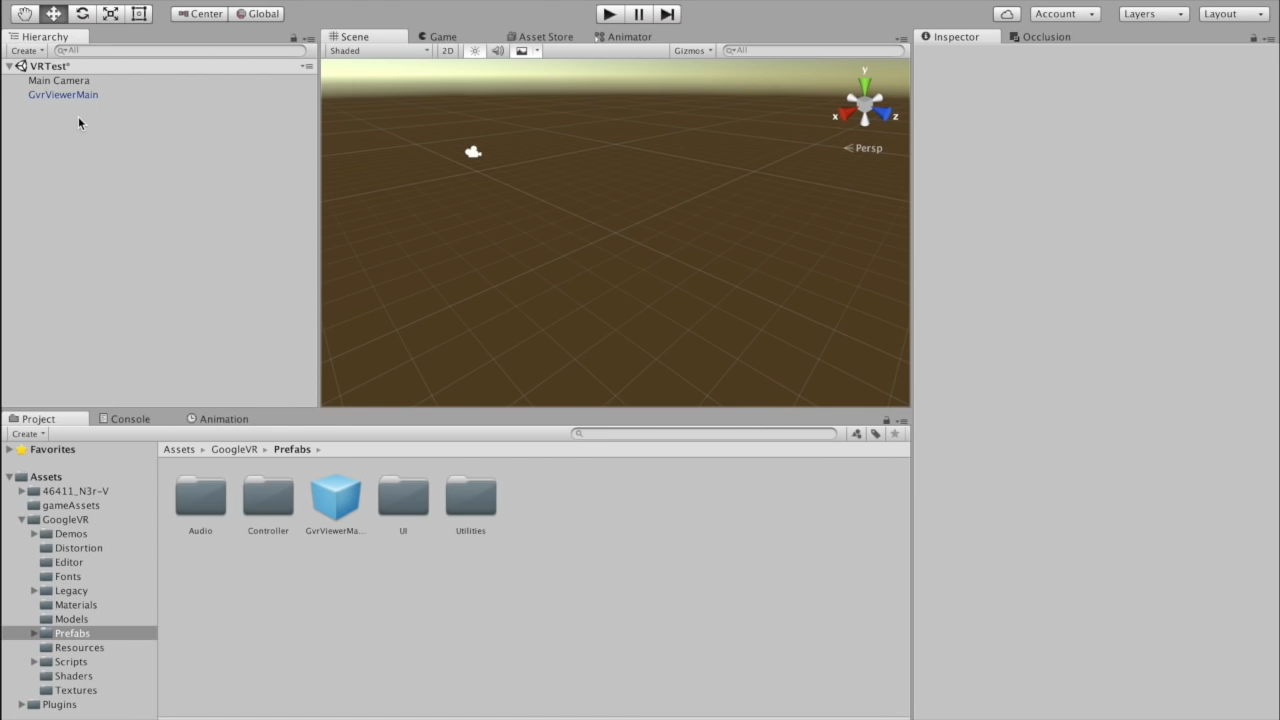 Center Global Account Layers Layout
Hierarchy
Create All
VRTest*
Main Camera
GvrViewerMain
Scene Game Asset Store Animator
Shaded 2D Gizmos All
y
x z
Persp
Inspector Occlusion
Project Console Animation
Create
Favorites
Assets
46411_N3r-V
gameAssets
GoogleVR
Demos
Distortion
Editor
Fonts
Legacy
Materials
Models
Prefabs
Resources
Scripts
Shaders
Textures
Plugins
Assets GoogleVR Prefabs
Audio Controller GvrViewerMa... UI Utilities